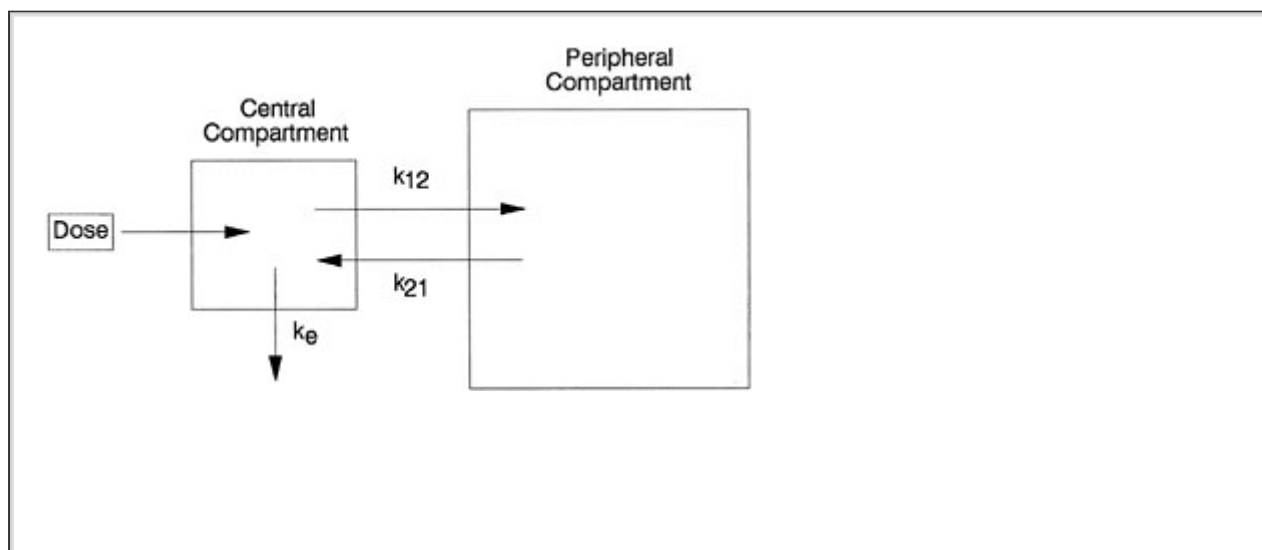 Peripheral
Compartment
Central
Compartment
k12
Dose
k21
ke